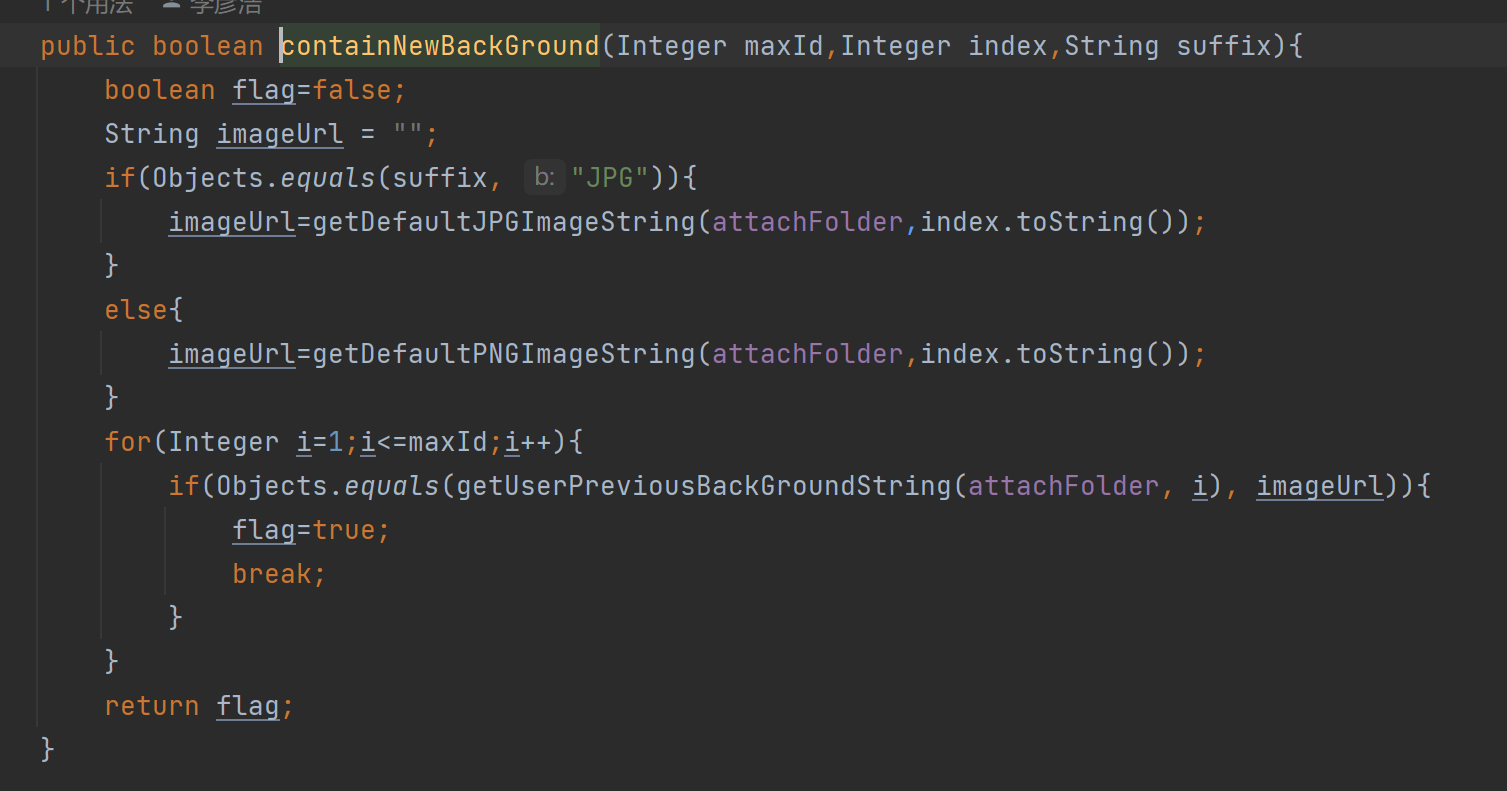 1 个用法 李彦浩
public boolean containNewBackGround(Integer maxId,Integer index,String suffix){
boolean flag=false;
String imageUrl = "";
if(Objects.equals(suffix, b: "JPG")){
imageUrl=getDefaultJPGImageString(attachFolder,index.toString());
}
else{
imageUrl=getDefaultPNGImageString(attachFolder,index.toString());
}
for(Integer i=1;i<=maxId;i++){
if(Objects.equals(getUserPreviousBackGroundString(attachFolder, i), imageUrl)){
flag=true;
break;
}
}
return flag;
}